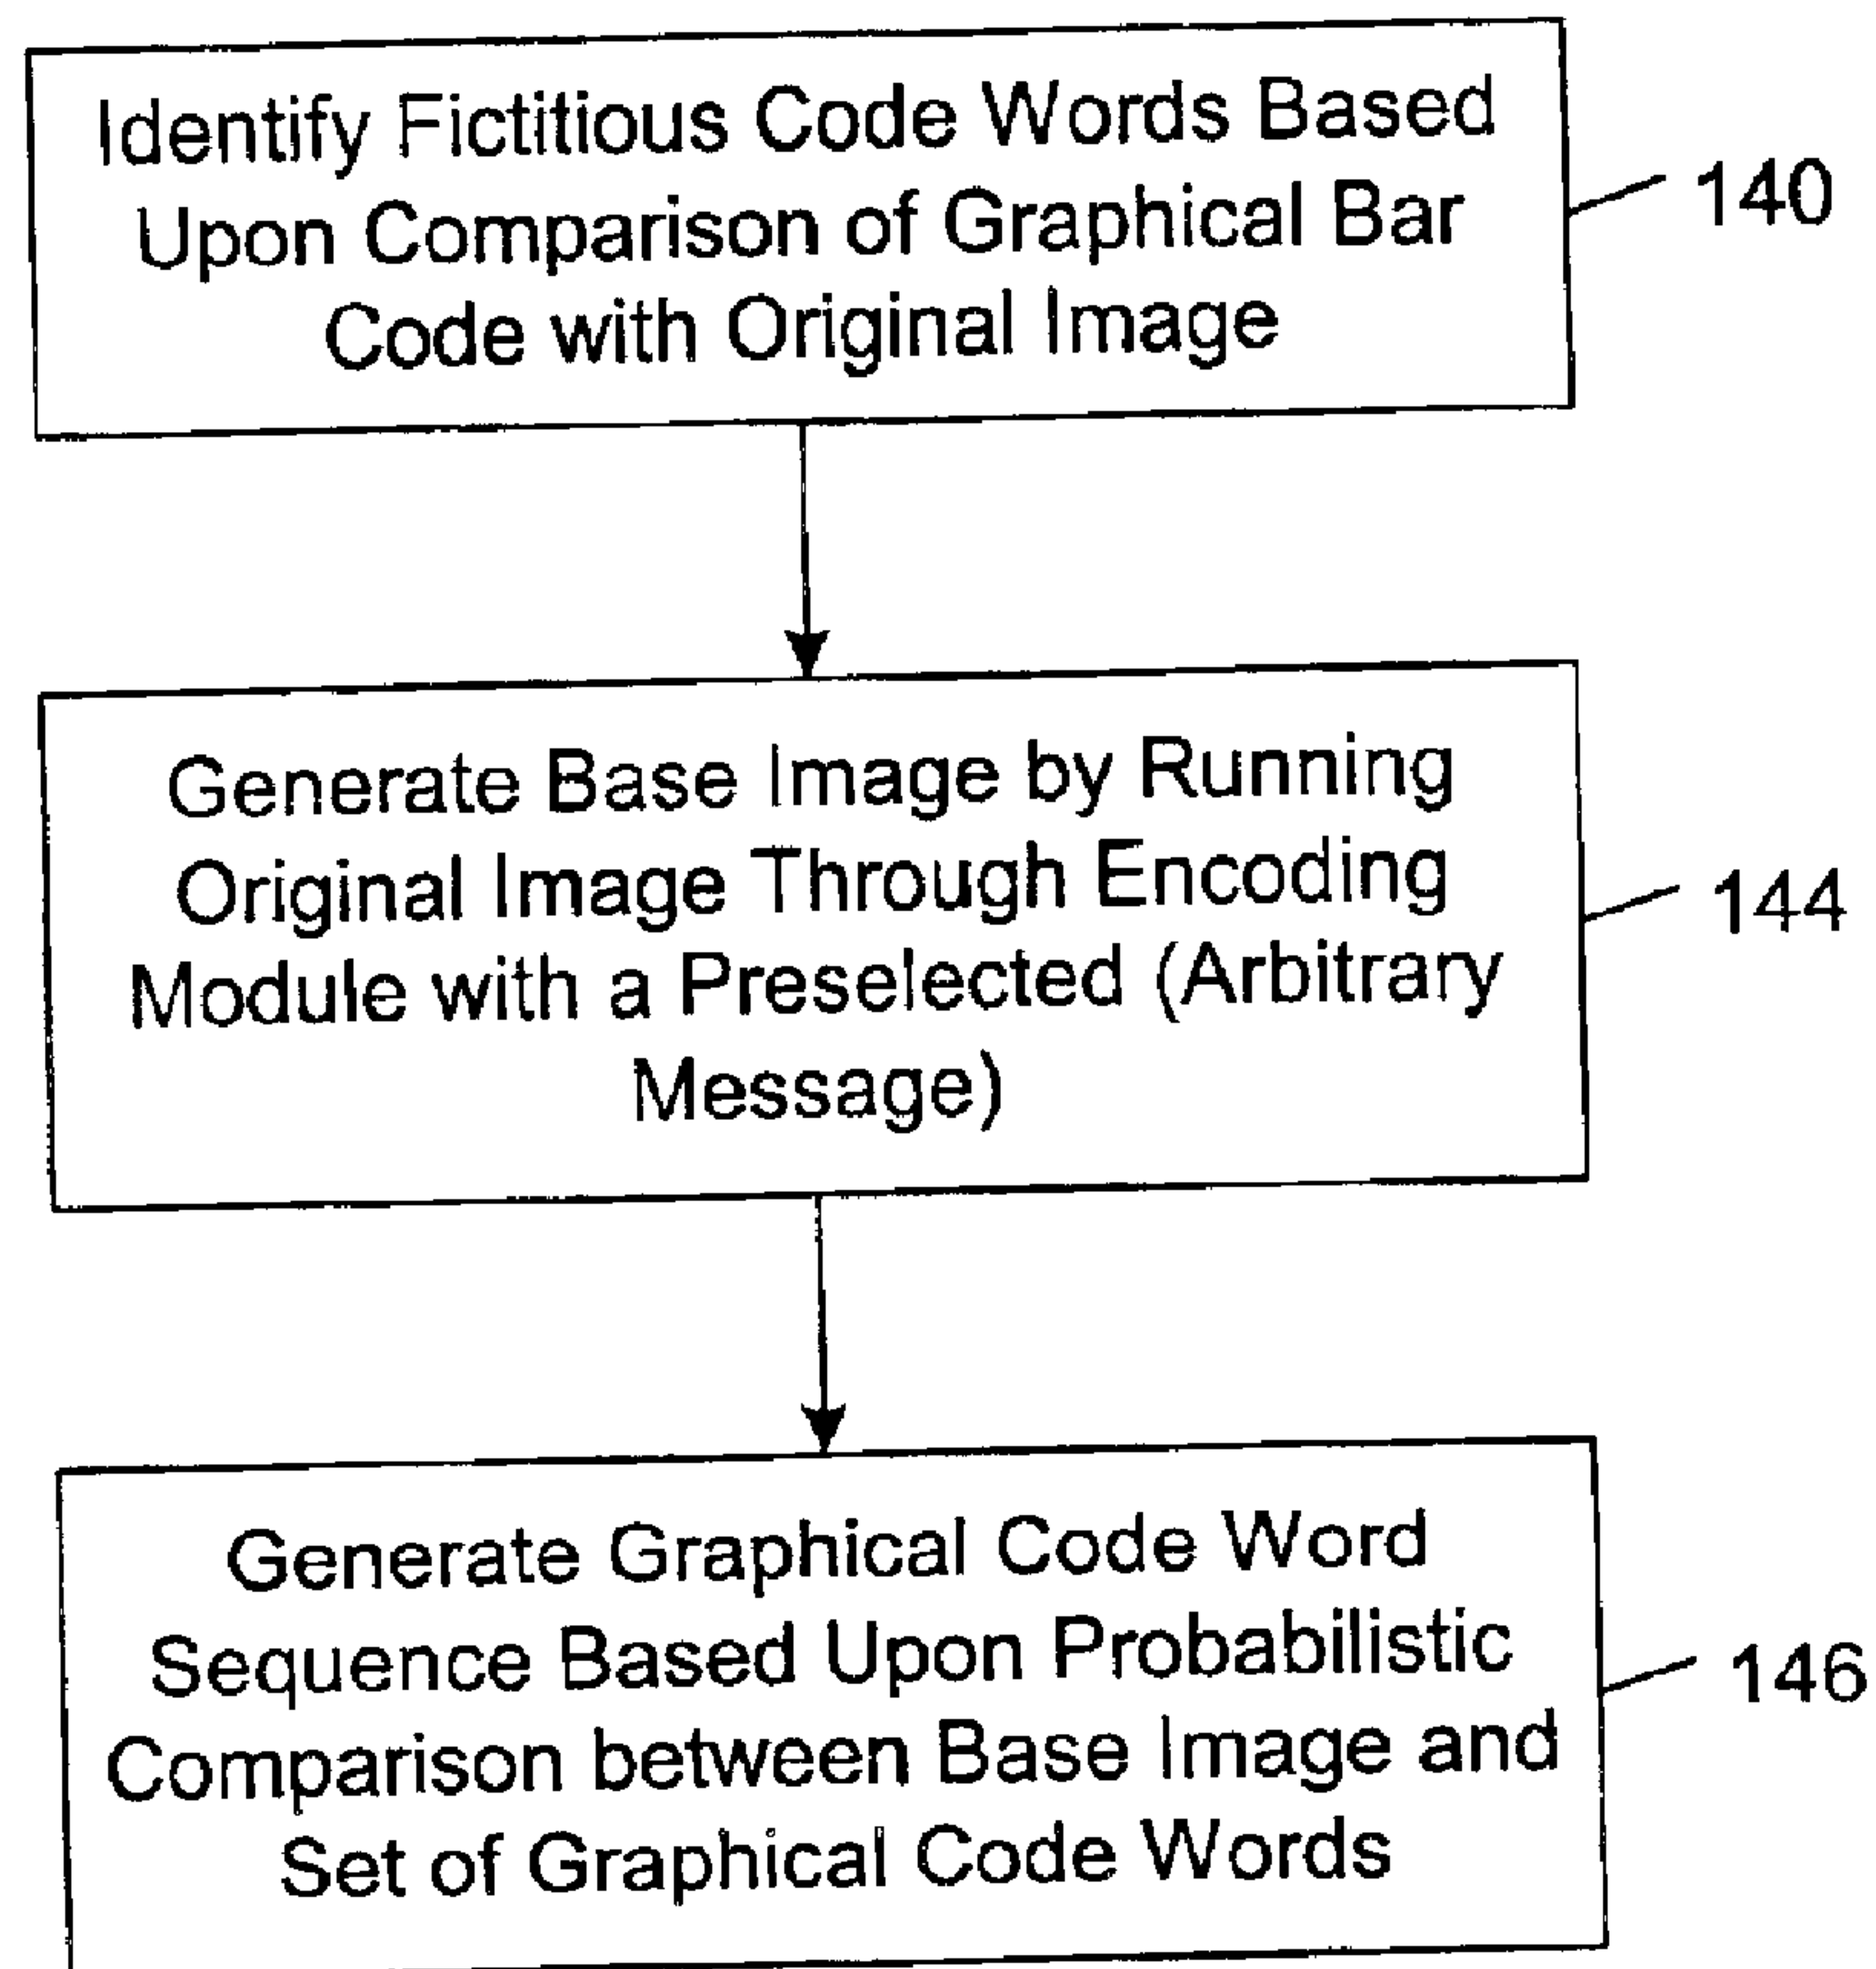 Identify Fictitious Code Words Based
Upon Comparison of Graphical Bar
Code with Original Image
140
Generate Base Image by Running
Original Image Through Encoding
Module with a Preselected (Arbitrary
Message)
144
Generate Graphical Code Word
Sequence Based Upon Probabilistic
Comparison between Base Image and
Set of Graphical Code Words
146